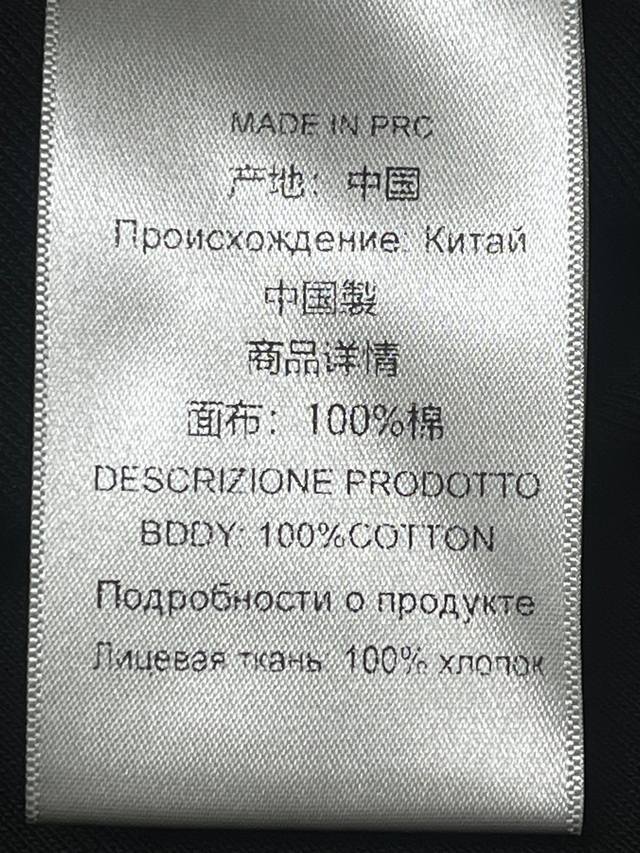 MADE IN PRC
产地：中国
Происхождение: Китай
中国製
商品详情
面布：100%棉
DESCRIZIONE PRODOTTO
BDDY: 100%COTTON
Подробности о продукте
Лицевая ткань: 100% хлопок